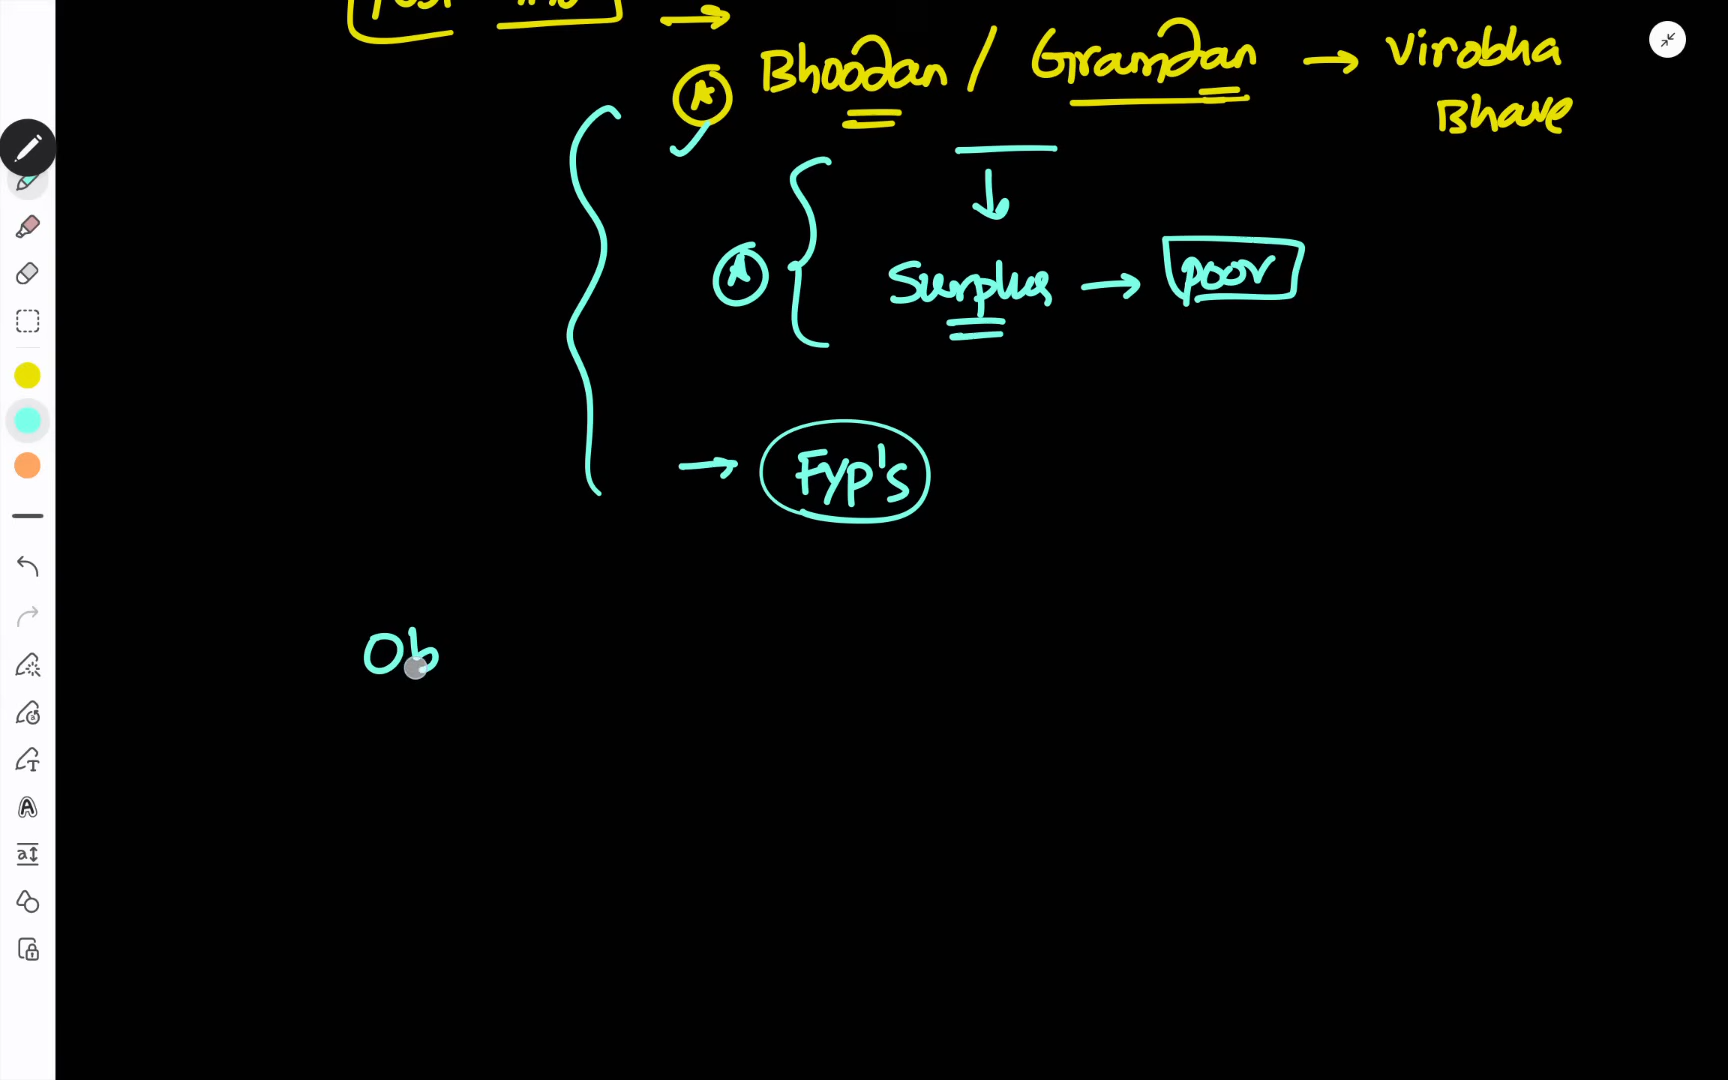 Bhoodan / Gramdan → Virobha
Bhave
↓
Surplus → poor
→ Fyp's
Ob